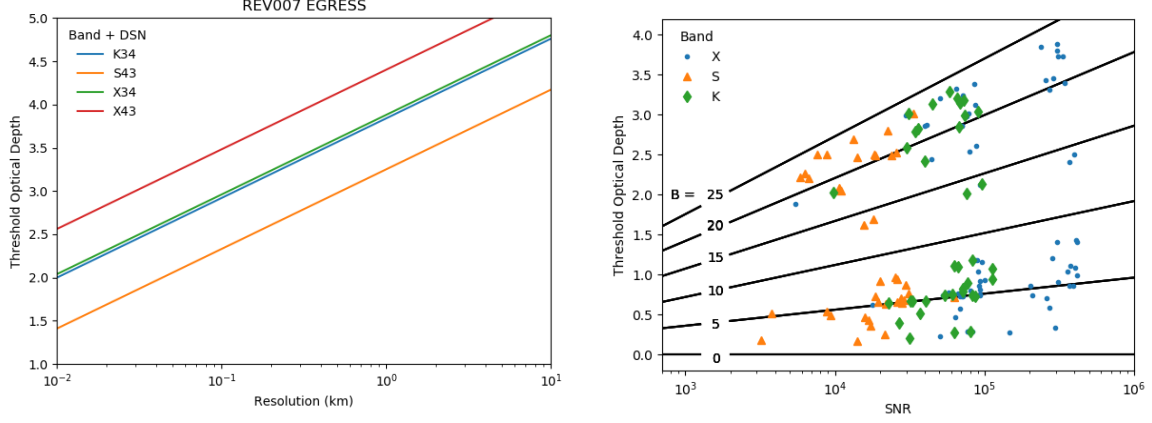 REV007 EGRESS
Band + DSN
K34
S43
X34
X43
5.0
4.5
4.0
3.5
3.0
2.5
2.0
1.5
1.0
Threshold Optical Depth
10⁻² 10⁻¹ 10⁰ 10¹
Resolution (km)
Band
X
S
K
4.0
3.5
3.0
2.5
2.0
1.5
1.0
0.5
0.0
Threshold Optical Depth
B = 25
20
15
10
5
0
10³ 10⁴ 10⁵ 10⁶
SNR